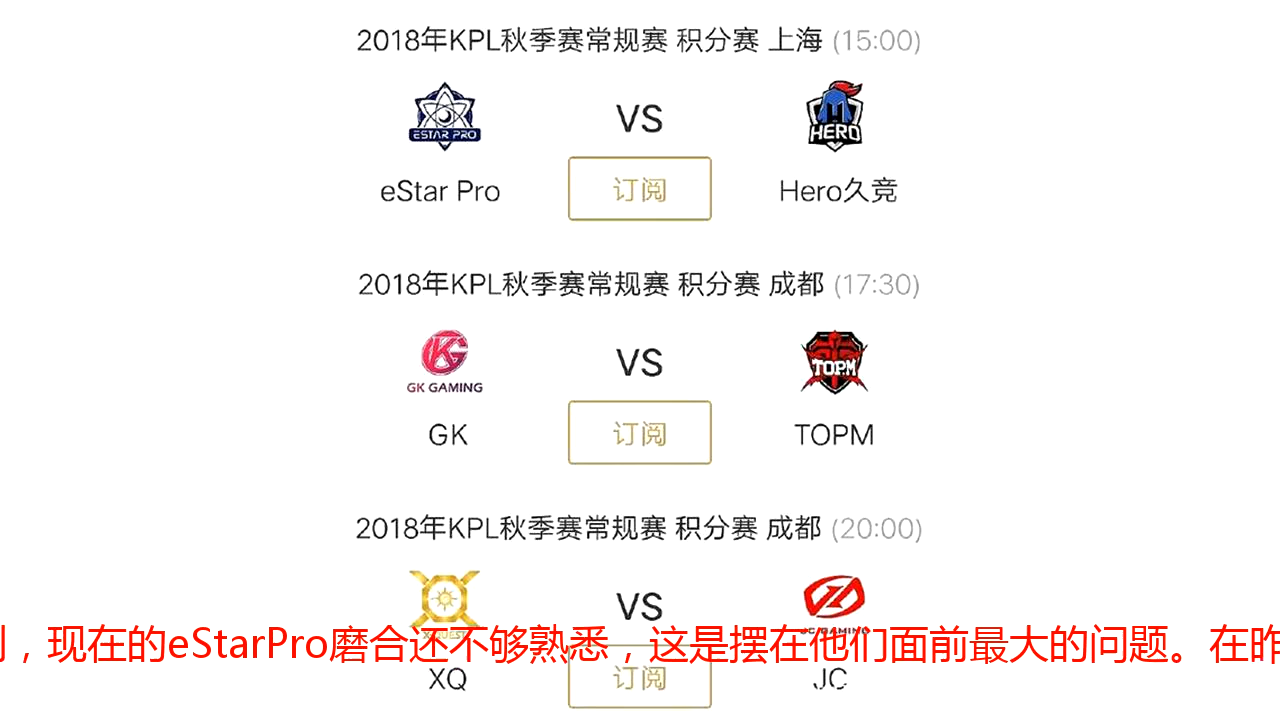 2018年KPL秋季赛常规赛 积分赛 上海 (15:00)
ESTAR PRO
VS
HERO
eStar Pro
订阅
Hero久竞
2018年KPL秋季赛常规赛 积分赛 成都 (17:30)
GK GAMING
VS
TOPM
GK
订阅
TOPM
2018年KPL秋季赛常规赛 积分赛 成都 (20:00)
VS
，现在的eStarPro磨合还不够熟悉，这是摆在他们面前最大的问题。在昨
XQ
订阅
JC